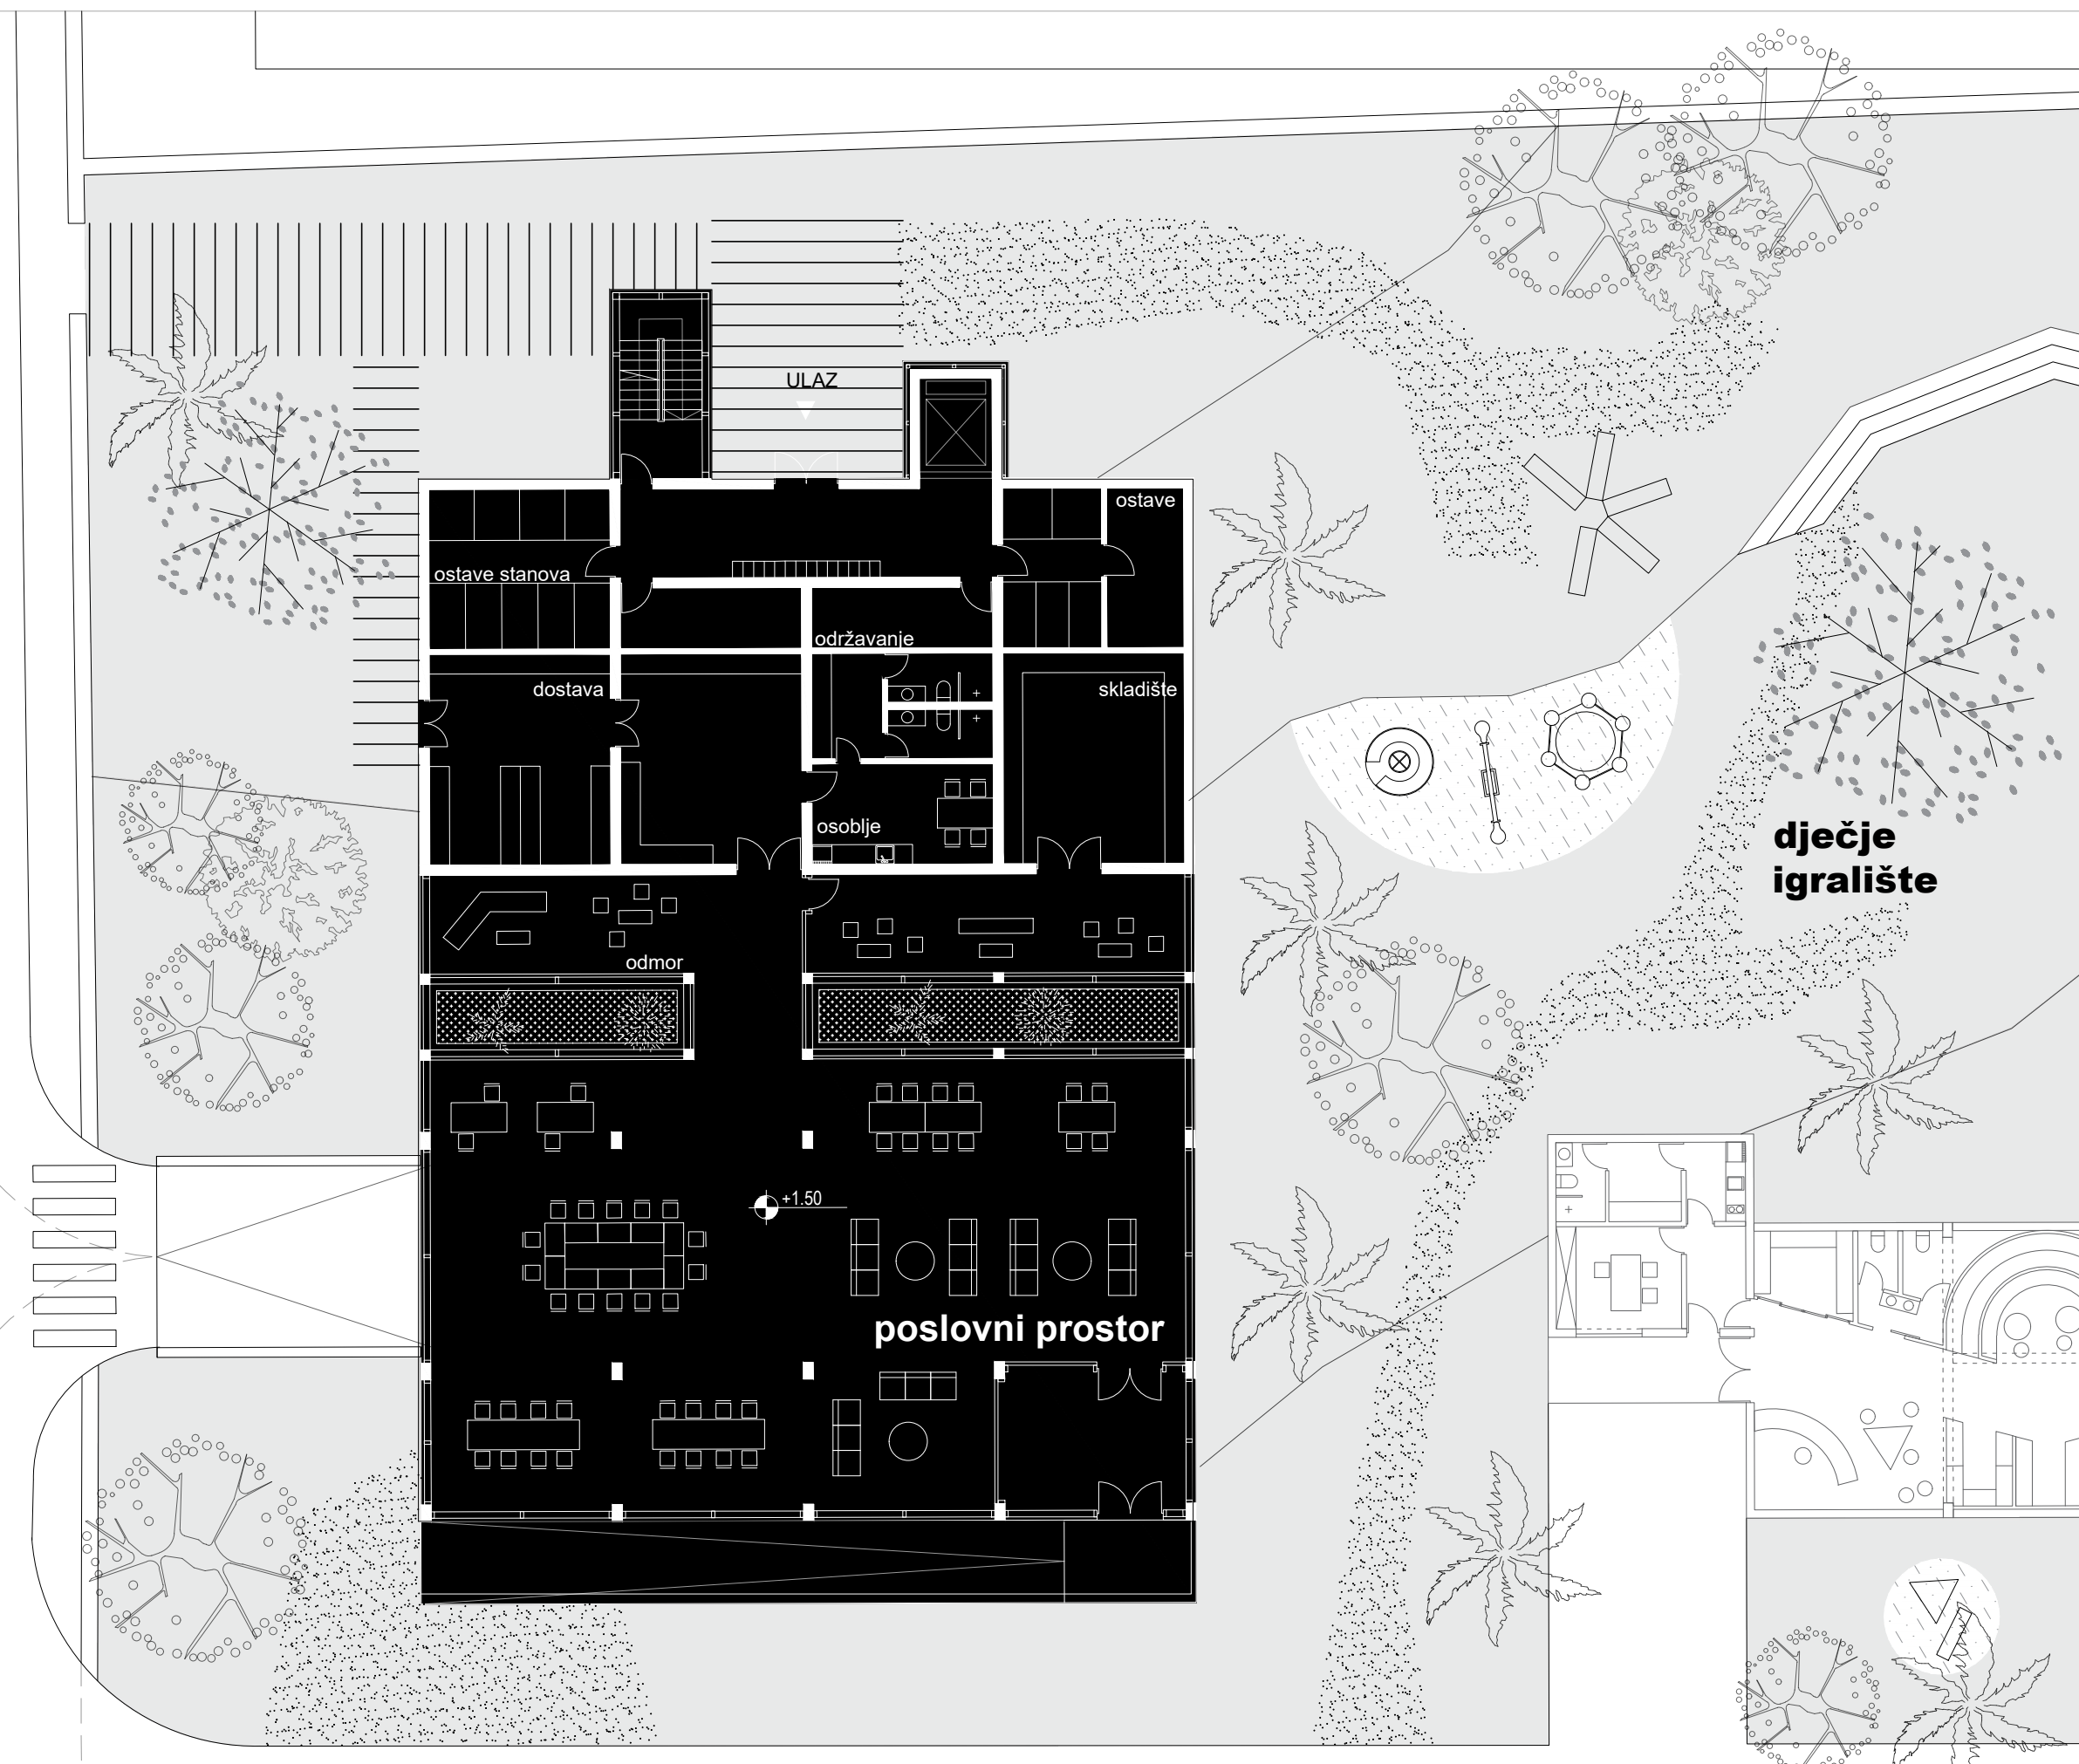 ULAZ
ostave
ostave stanova
održavanje
dostava
skladište
osoblje
dječje
igralište
odmor
+1.50
poslovni prostor